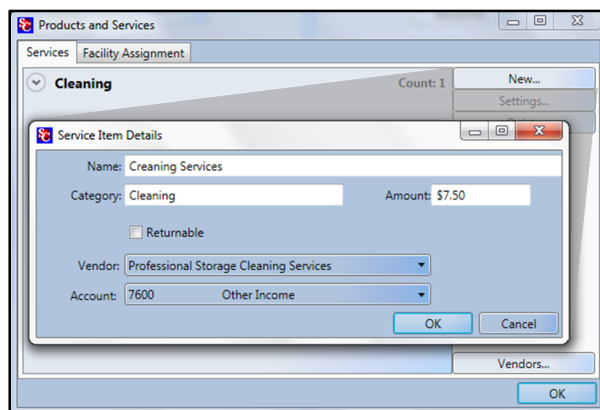 Products and Services
Services Facility Assignment
Cleaning Count: 1 New...
Settings...
Service Item Details
Name: Creaning Services
Category: Cleaning Amount: $7.50
Returnable
Vendor: Professional Storage Cleaning Services
Account: 7600 Other Income
OK Cancel
Vendors...
OK